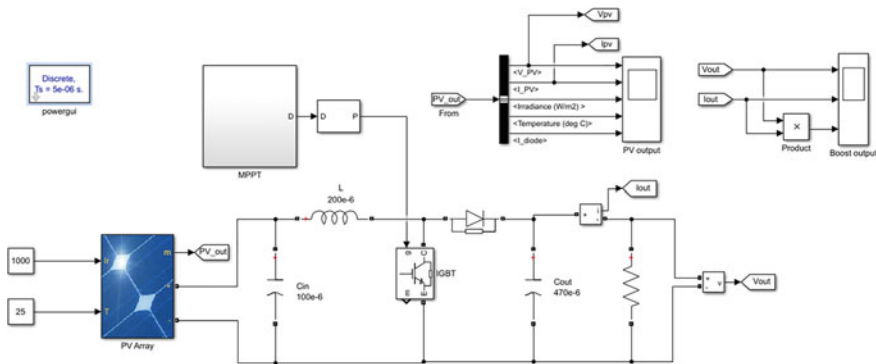 Discrete,
Ts = 5e-06 s.
powergui
D
MPPT
D
P
PV_out
From
<V_PV>
<I_PV>
<Irradiance (W/m2) >
<Temperature (deg C)>
<I_diode>
Vpv
Ipv
PV output
Vout
Iout
×
Product
Boost output
1000
25
Ir
T
m
+
-
PV Array
PV_out
Cin
100e-6
L
200e-6
g
C
m
E
IGBT
Cout
470e-6
+
-
i
Iout
+
-
v
Vout